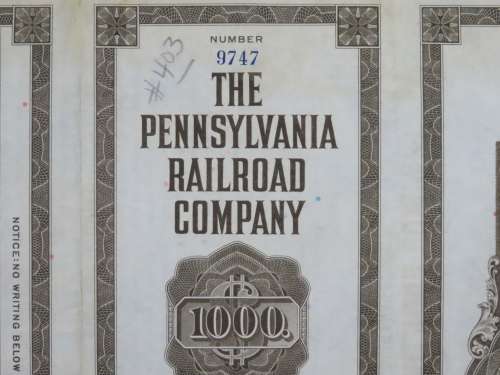 NUMBER
9747
#403
THE
PENNSYLVANIA
RAILROAD
COMPANY
$
1000.
NOTICE: NO WRITING BELOW